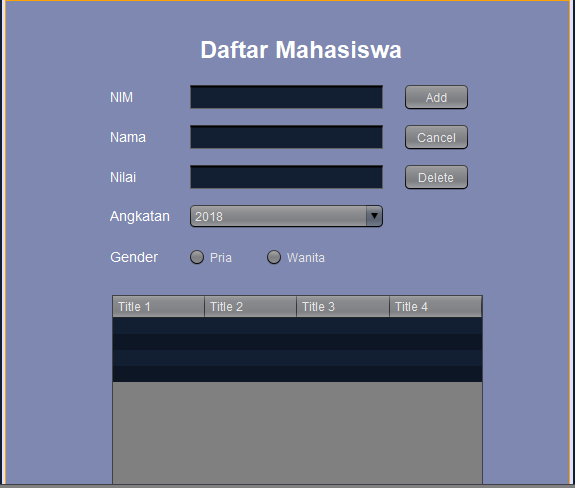 Daftar Mahasiswa
NIM Add
Nama Cancel
Nilai Delete
Angkatan 2018
Gender Pria Wanita
Title 1 Title 2 Title 3 Title 4